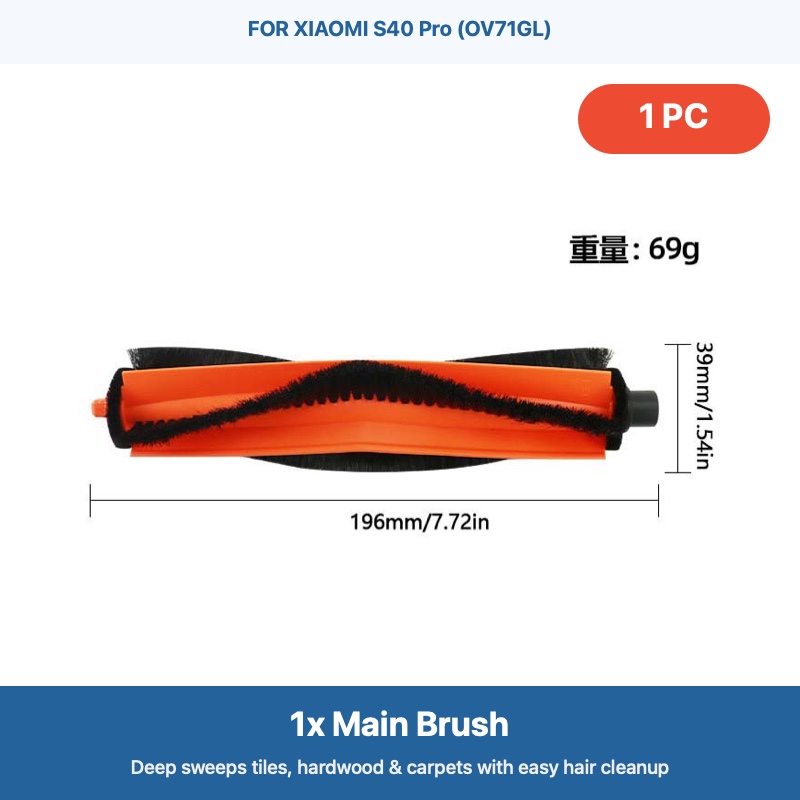 FOR XIAOMI S40 Pro (OV71GL)
1 PC
重量: 69g
39mm/1.54in
196mm/7.72in
1x Main Brush
Deep sweeps tiles, hardwood & carpets with easy hair cleanup